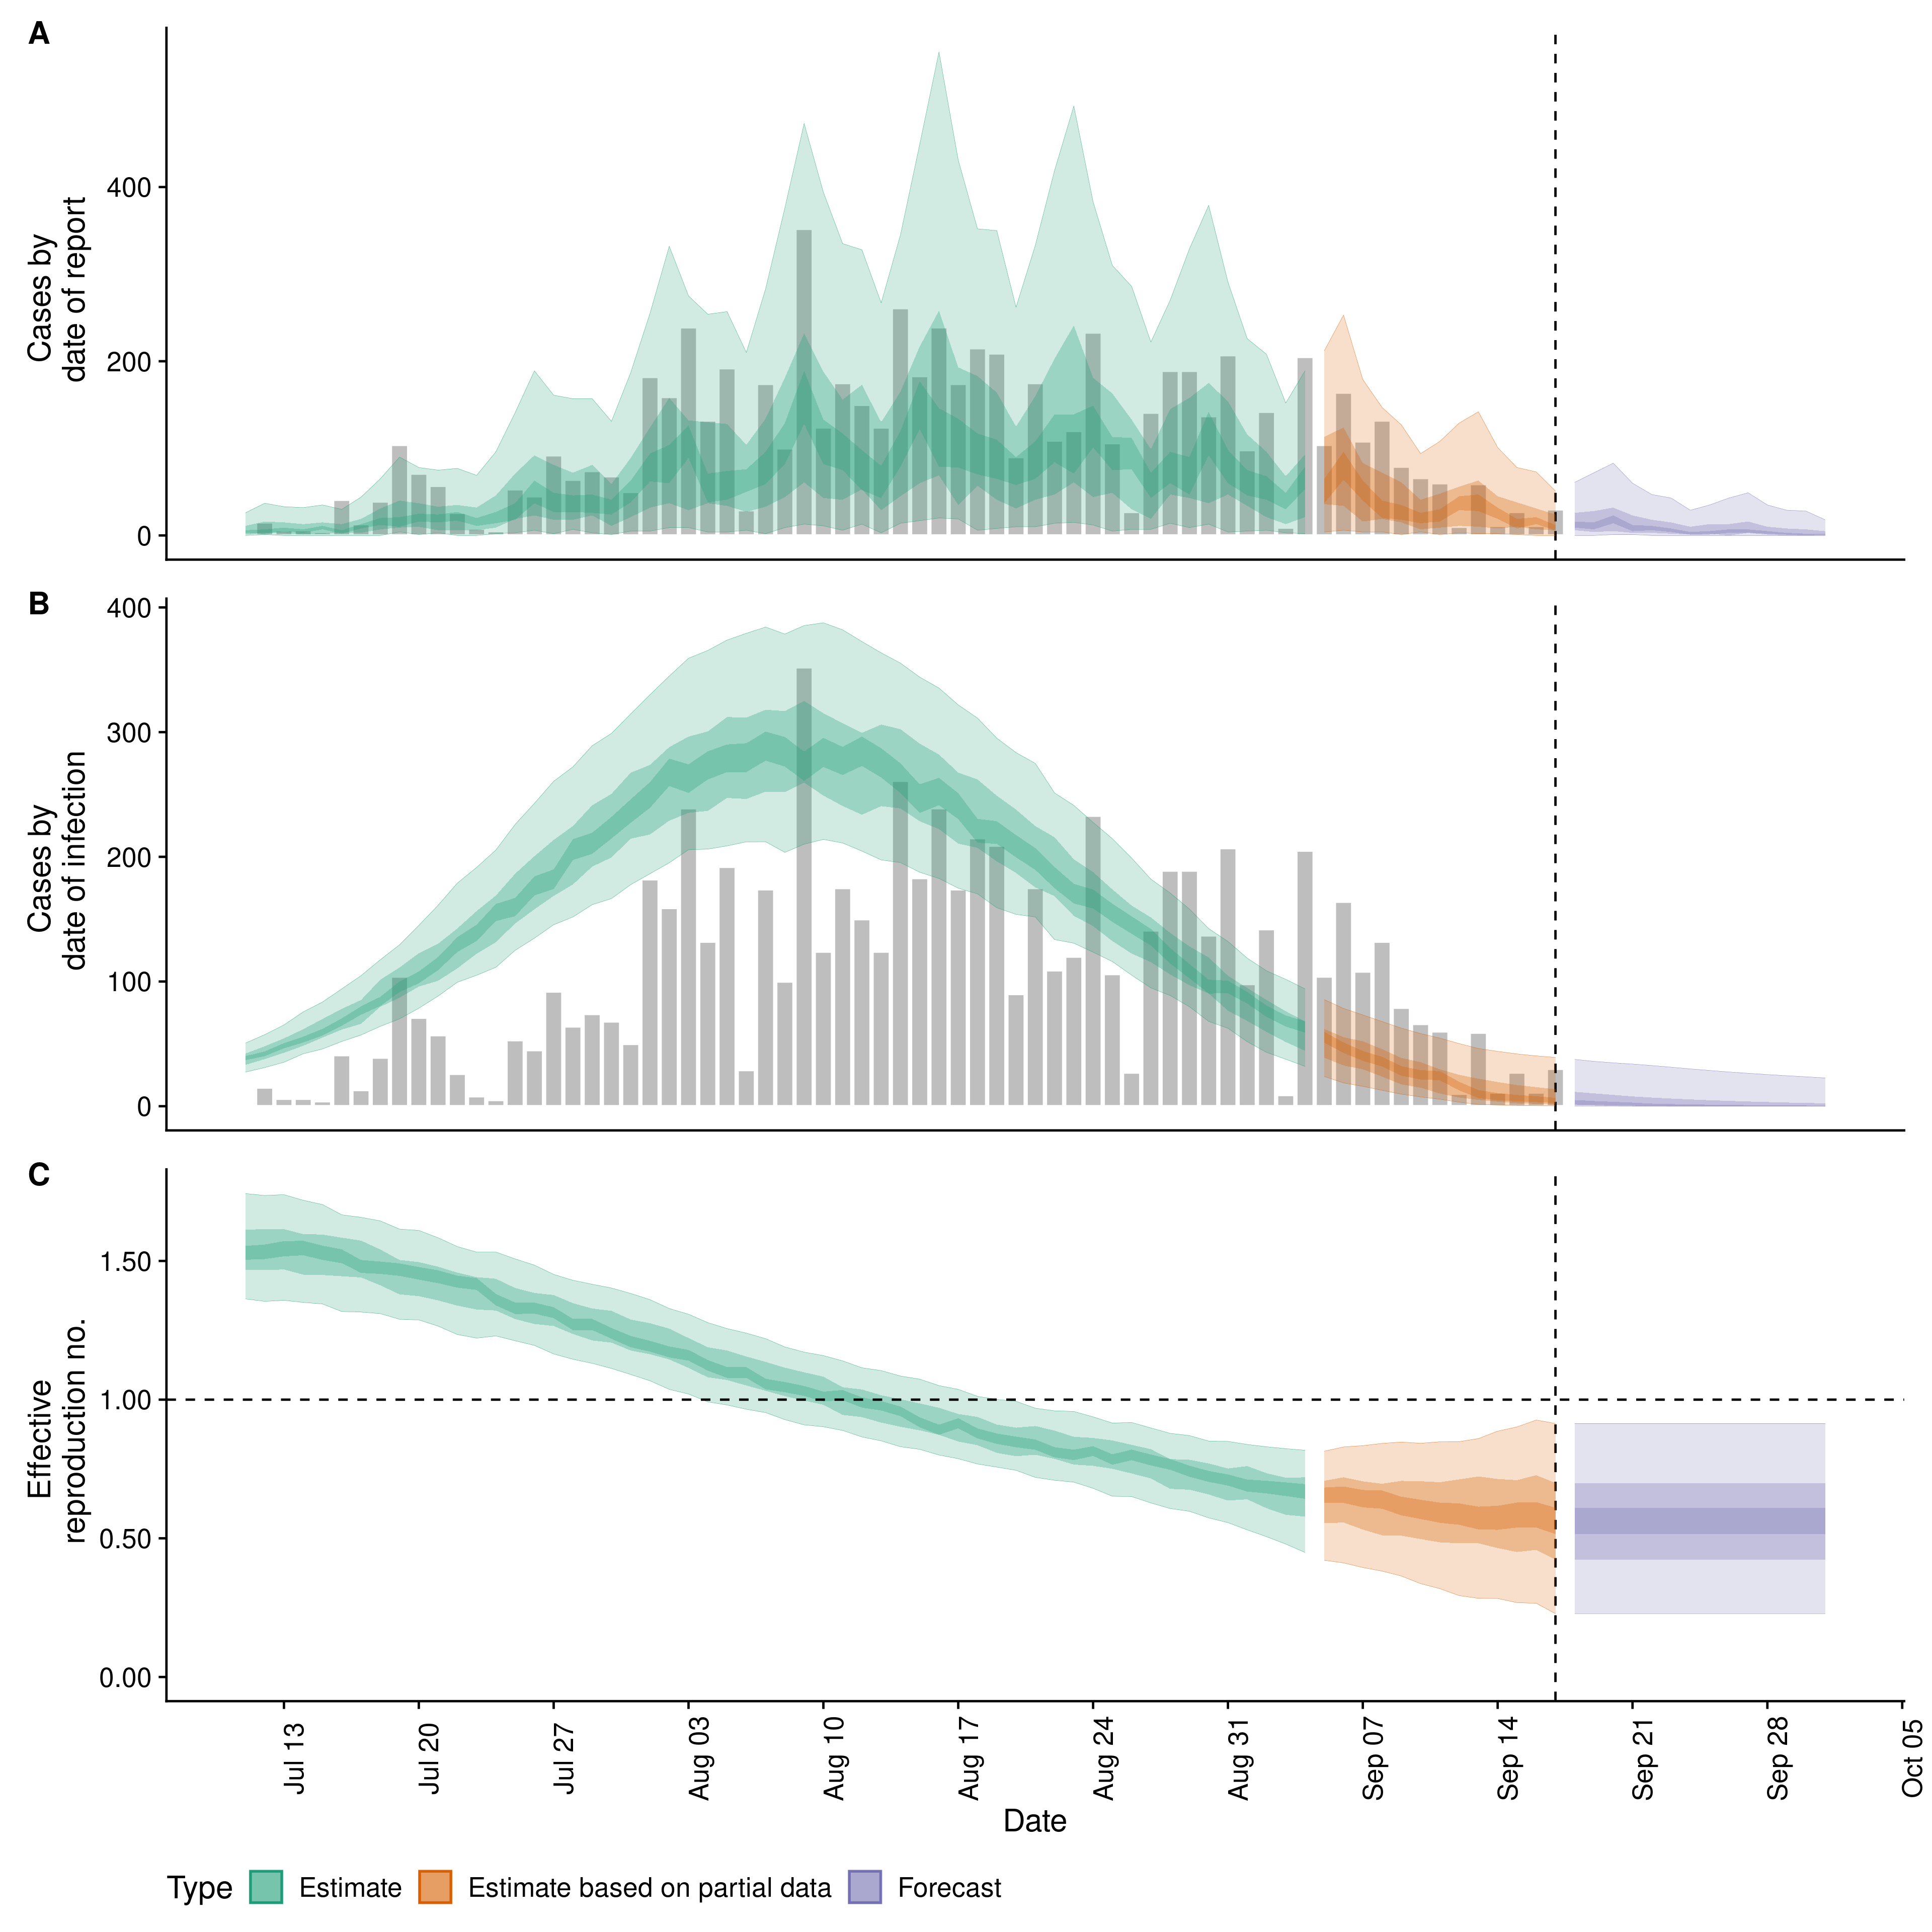 A
Cases by
date of report
400
200
0
B
Cases by
date of infection
400
300
200
100
0
C
Effective
reproduction no.
1.50
1.00
0.50
0.00
Jul 13
Jul 20
Jul 27
Aug 03
Aug 10
Aug 17
Aug 24
Aug 31
Sep 07
Sep 14
Sep 21
Sep 28
Oct 05
Date
Type Estimate Estimate based on partial data Forecast